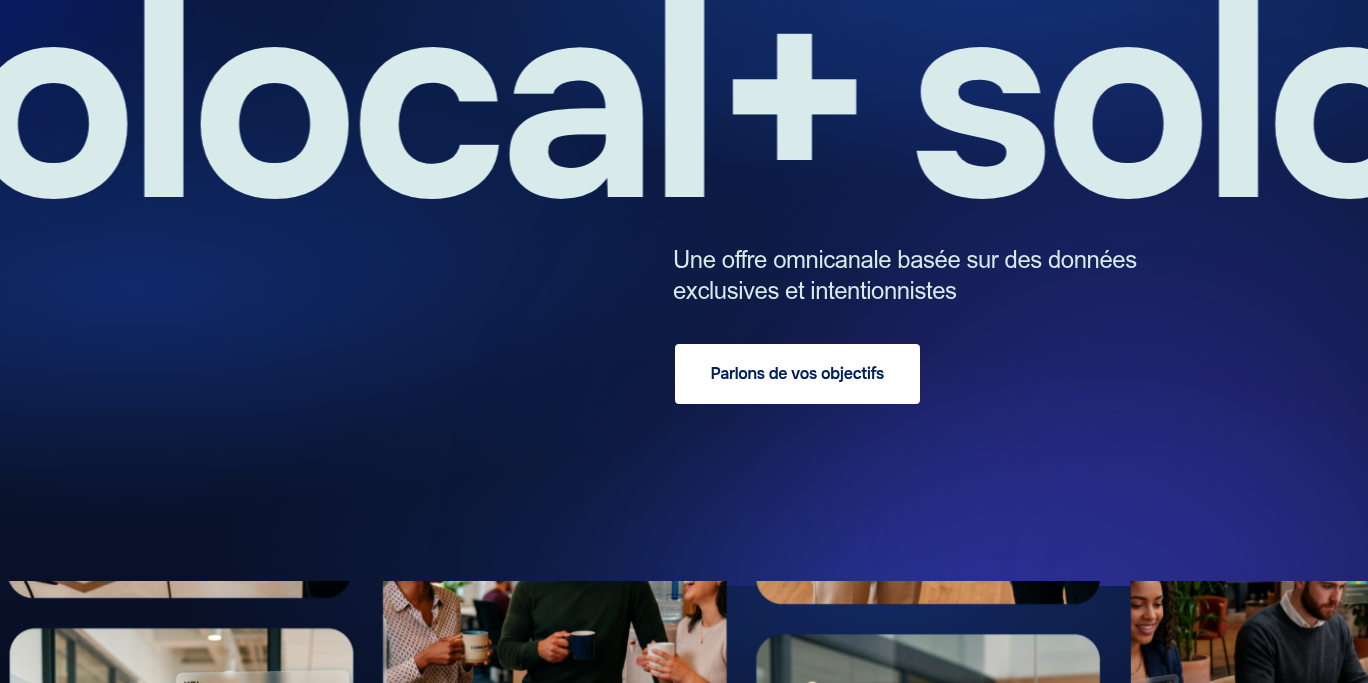 olocal+ solo
Une offre omnicanale basée sur des données
exclusives et intentionnistes
Parlons de vos objectifs